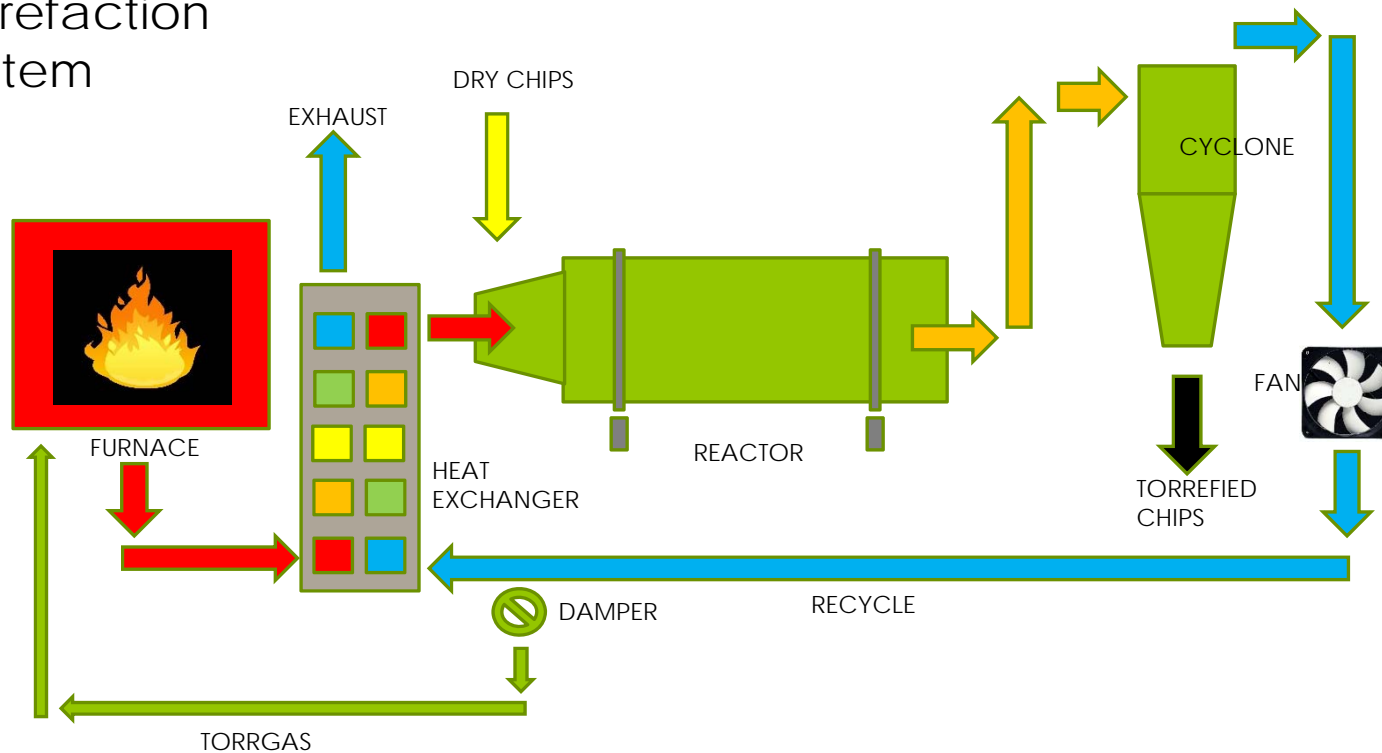 refaction
tem
DRY CHIPS
EXHAUST
CYCLONE
FURNACE
HEAT
EXCHANGER
REACTOR
FAN
TORREFIED
CHIPS
DAMPER
RECYCLE
TORRGAS